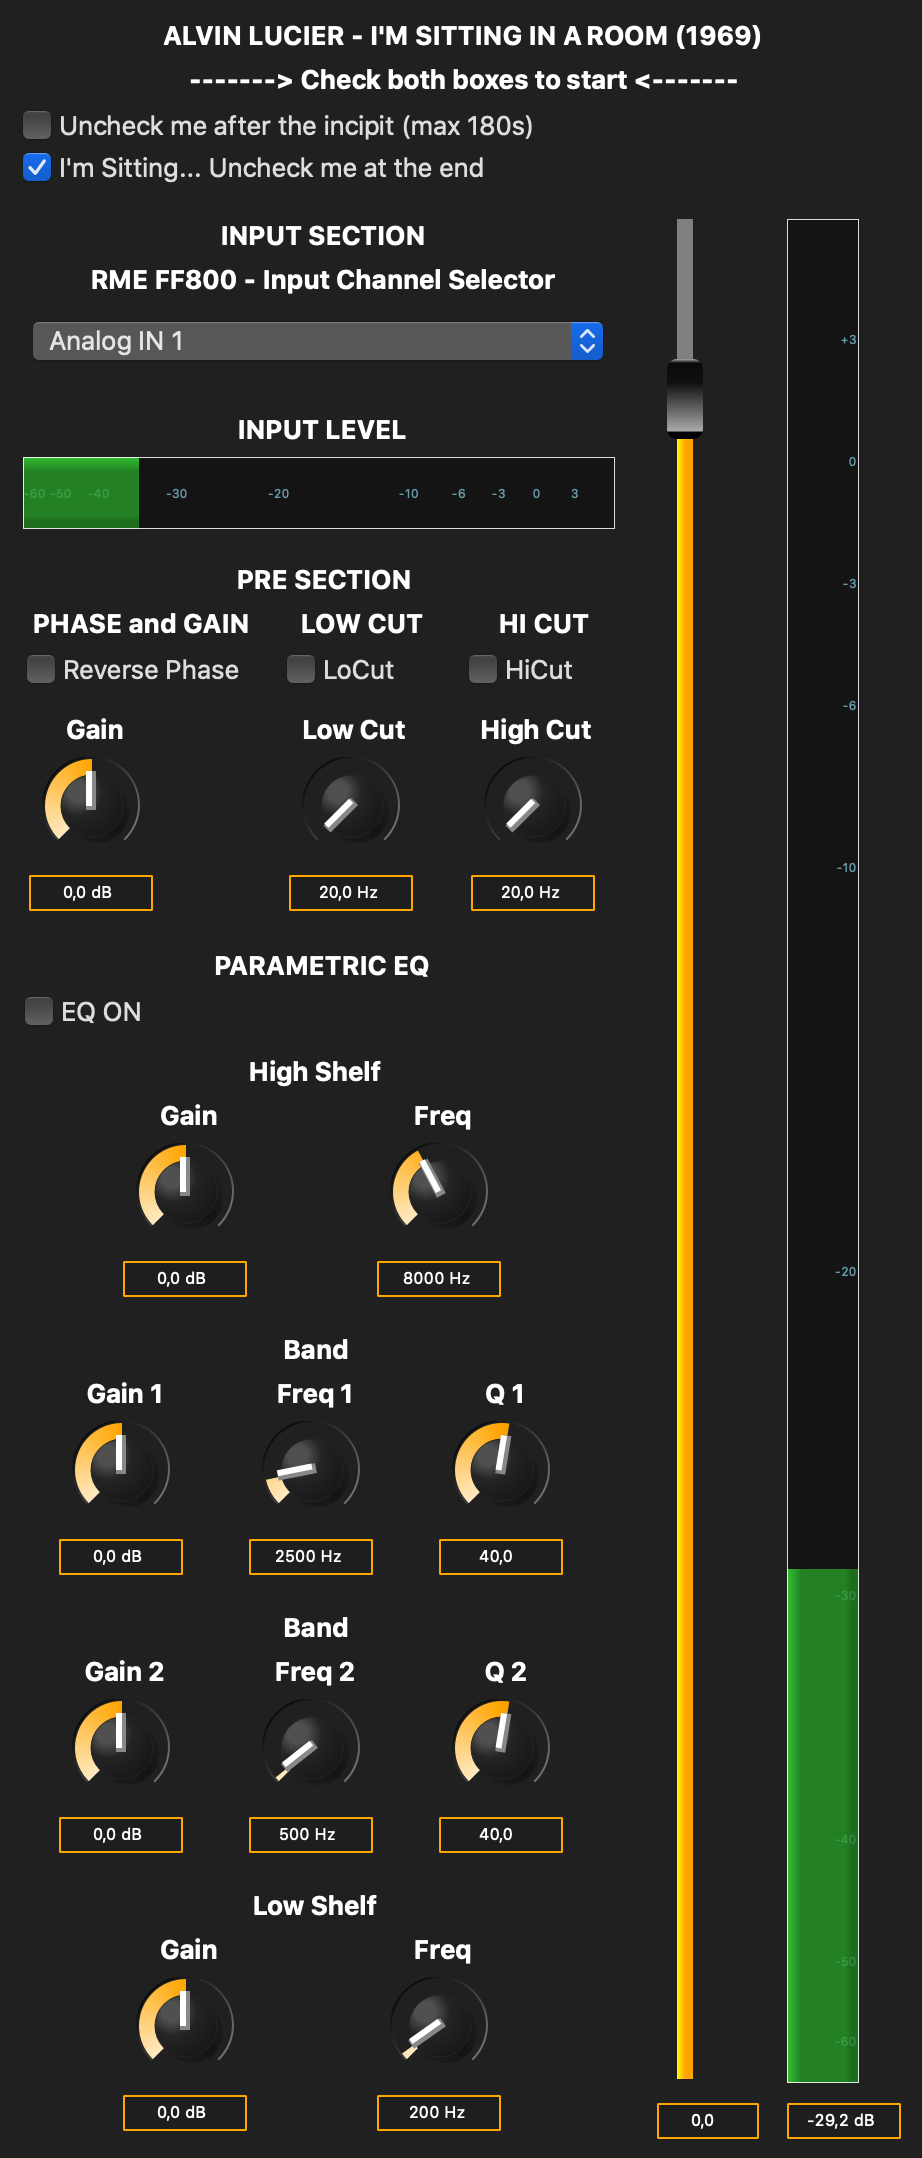 ALVIN LUCIER - I'M SITTING IN A ROOM (1969)
-------> Check both boxes to start <-------
Uncheck me after the incipit (max 180s)
I'm Sitting... Uncheck me at the end
INPUT SECTION
RME FF800 - Input Channel Selector
Analog IN 1
INPUT LEVEL
-60 -50 -40 -30 -20 -10 -6 -3 0 3
PRE SECTION
PHASE and GAIN LOW CUT HI CUT
Reverse Phase LoCut HiCut
Gain Low Cut High Cut
0,0 dB 20,0 Hz 20,0 Hz
PARAMETRIC EQ
EQ ON
High Shelf
Gain Freq
0,0 dB 8000 Hz
Band
Gain 1 Freq 1 Q 1
0,0 dB 2500 Hz 40,0
Band
Gain 2 Freq 2 Q 2
0,0 dB 500 Hz 40,0
Low Shelf
Gain Freq
0,0 dB 200 Hz
+3
0
-3
-6
-10
-20
-30
-40
-50
-60
0,0 -29,2 dB